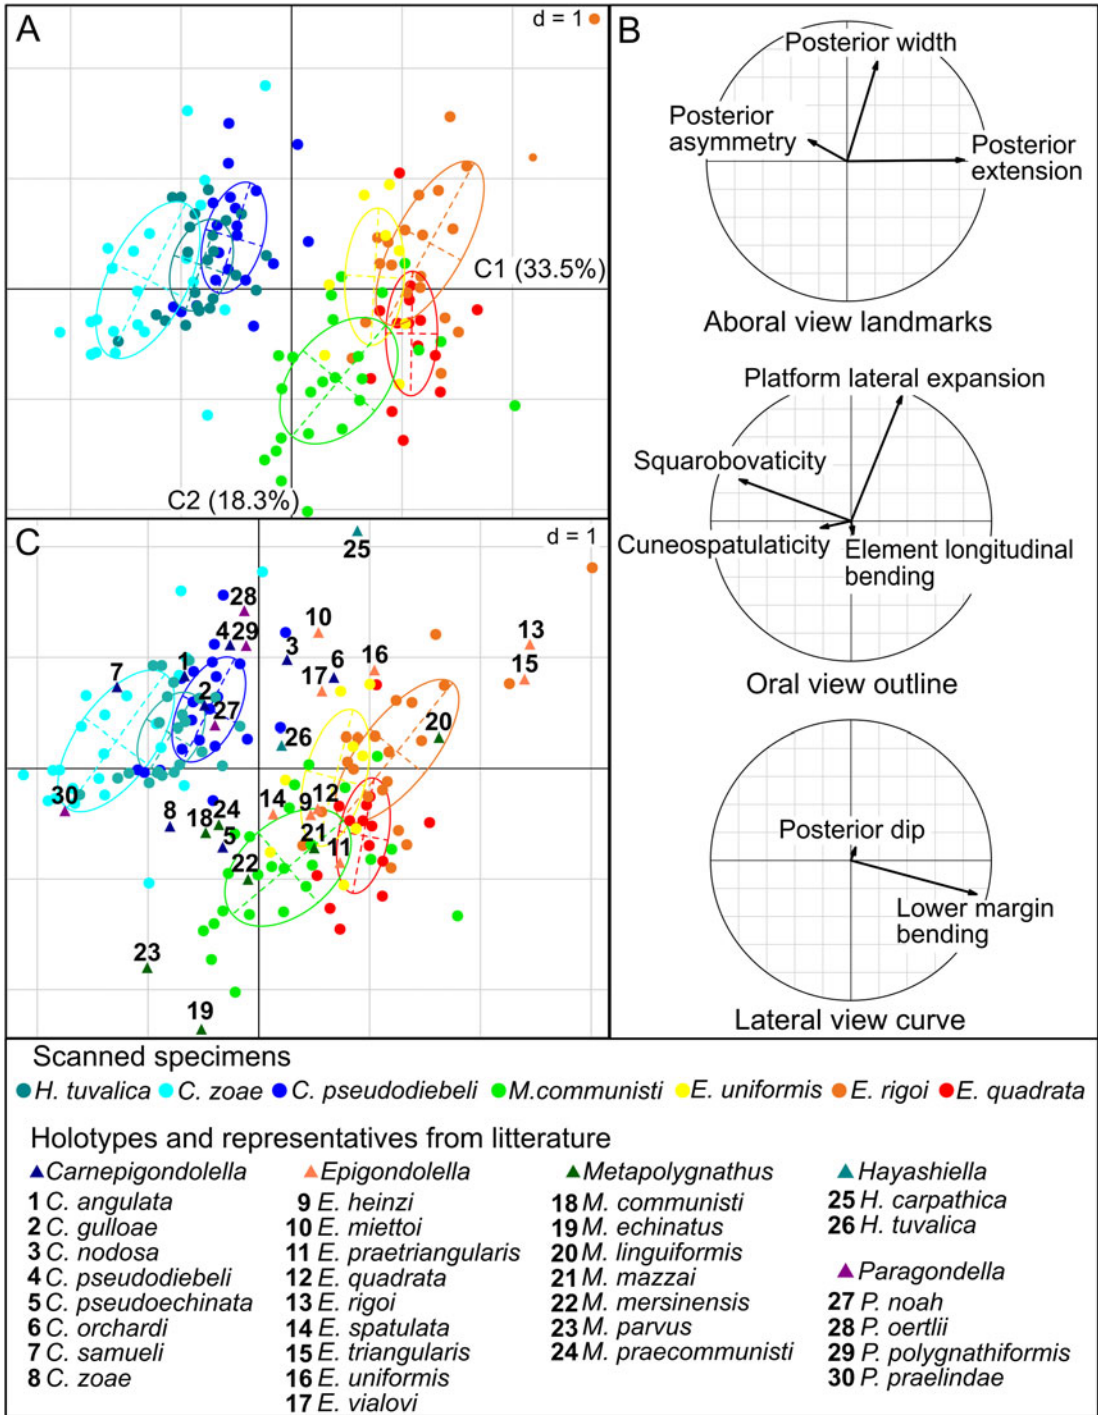 A
d = 1
C1 (33.5%)
C2 (18.3%)
B
Posterior width
Posterior
asymmetry
Posterior
extension
Aboral view landmarks
Platform lateral expansion
Squarobovaticity
Cuneospatulaticity
Element longitudinal
bending
Oral view outline
Posterior dip
Lower margin
bending
Lateral view curve
C
d = 1
25
28
4
29
10
13
3
16
1
6
15
7
17
2
27
20
26
30
24
12
8
18
14
9
5
21
11
22
23
19
Scanned specimens
H. tuvalica C. zoae C. pseudodiebeli M.communisti E. uniformis E. rigoi E. quadrata
Holotypes and representatives from litterature
Carnepigondolella
1 C. angulata
2 C. gulloae
3 C. nodosa
4 C. pseudodiebeli
5 C. pseudoechinata
6 C. orchardi
7 C. samueli
8 C. zoae
Epigondolella
9 E. heinzi
10 E. miettoi
11 E. praetriangularis
12 E. quadrata
13 E. rigoi
14 E. spatulata
15 E. triangularis
16 E. uniformis
17 E. vialovi
Metapolygnathus
18 M. communisti
19 M. echinatus
20 M. linguiformis
21 M. mazzai
22 M. mersinensis
23 M. parvus
24 M. praecommunisti
Hayashiella
25 H. carpathica
26 H. tuvalica
Paragondella
27 P. noah
28 P. oertlii
29 P. polygnathiformis
30 P. praelindae